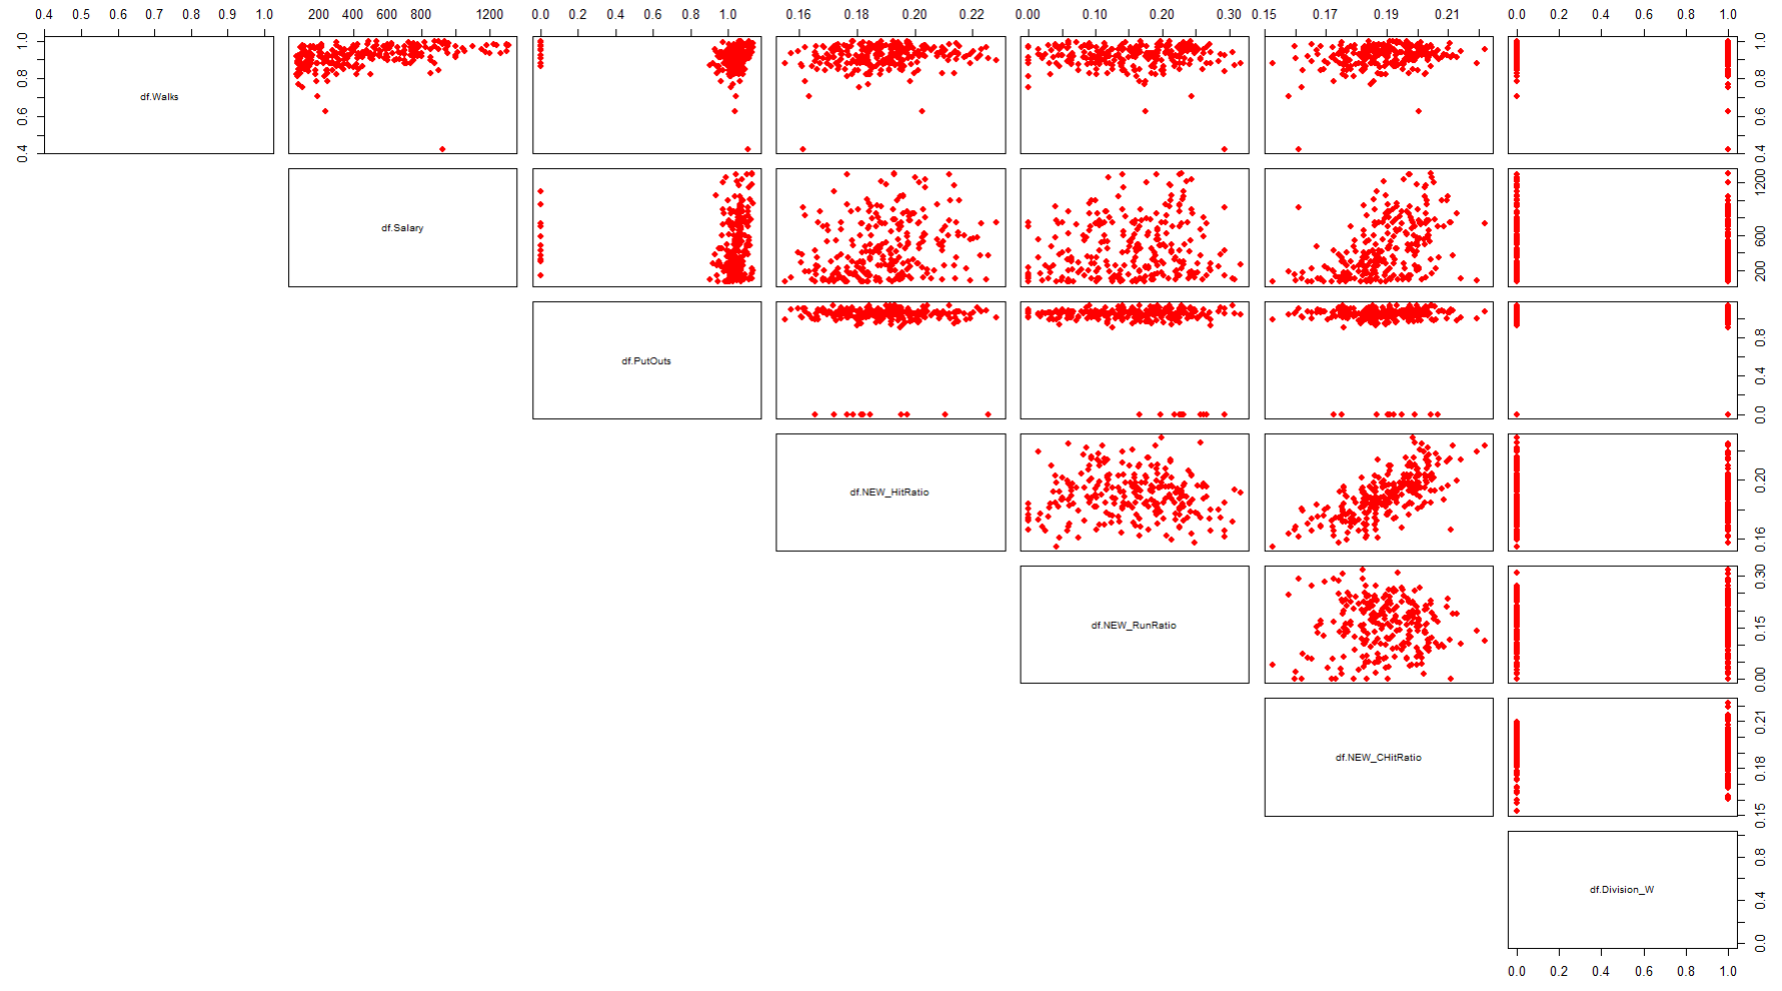 0.4 0.5 0.6 0.7 0.8 0.9 1.0 200 400 600 800 1200 0.0 0.2 0.4 0.6 0.8 1.0 0.16 0.18 0.20 0.22 0.00 0.10 0.20 0.30 0.15 0.17 0.19 0.21 0.0 0.2 0.4 0.6 0.8 1.0
0.4 0.6 0.8 1.0
df.Walks
0.4 0.6 0.8 1.0
df.Salary
200 600 1200
df.PutOuts
0.0 0.4 0.8
df.NEW_HitRatio
0.16 0.20
df.NEW_RunRatio
0.00 0.15 0.30
df.NEW_CHitRatio
0.15 0.18 0.21
df.Division_W
0.0 0.4 0.8
0.0 0.2 0.4 0.6 0.8 1.0